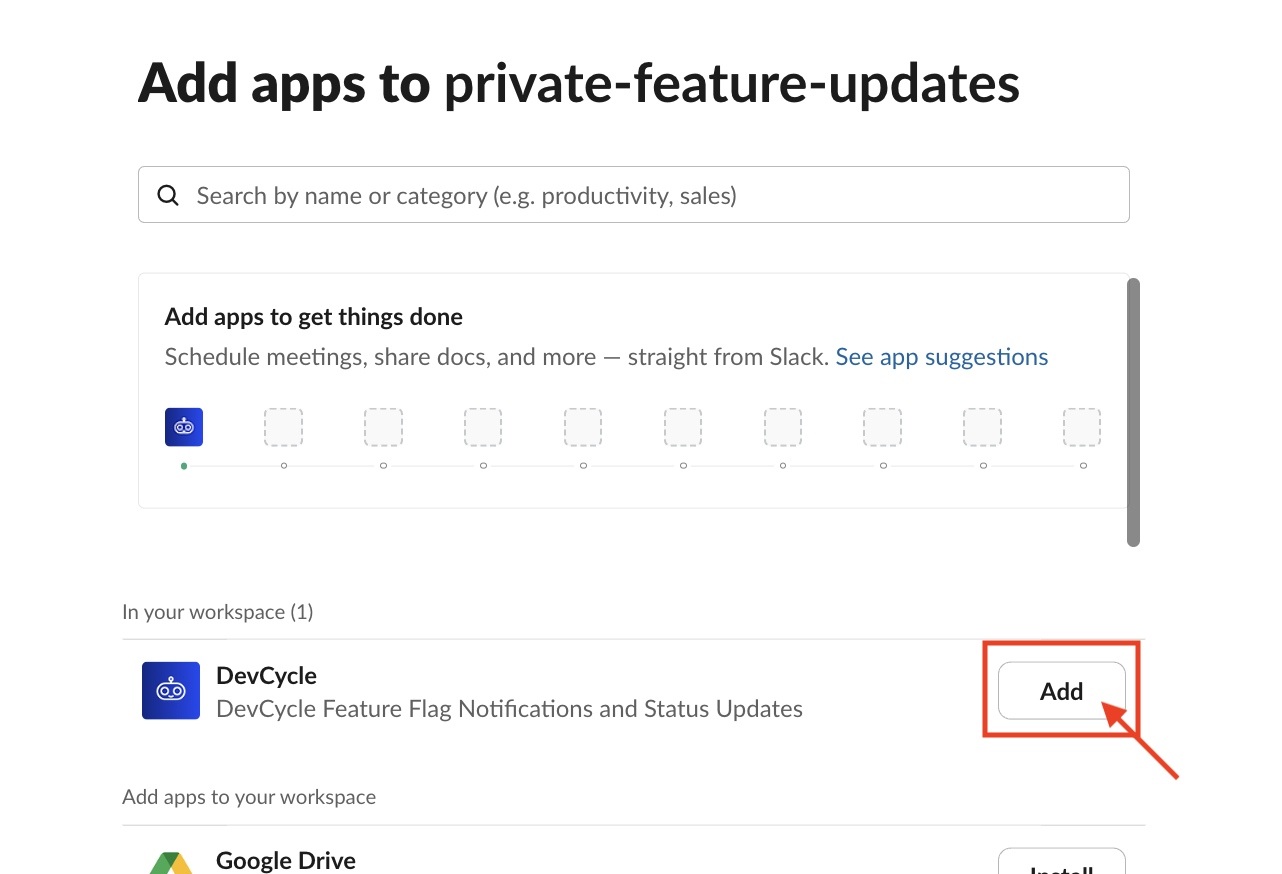 Add apps to private-feature-updates
Search by name or category (e.g. productivity, sales)
Add apps to get things done
Schedule meetings, share docs, and more — straight from Slack. See app suggestions
In your workspace (1)
DevCycle
Add
DevCycle Feature Flag Notifications and Status Updates
Add apps to your workspace
Google Drive
Install